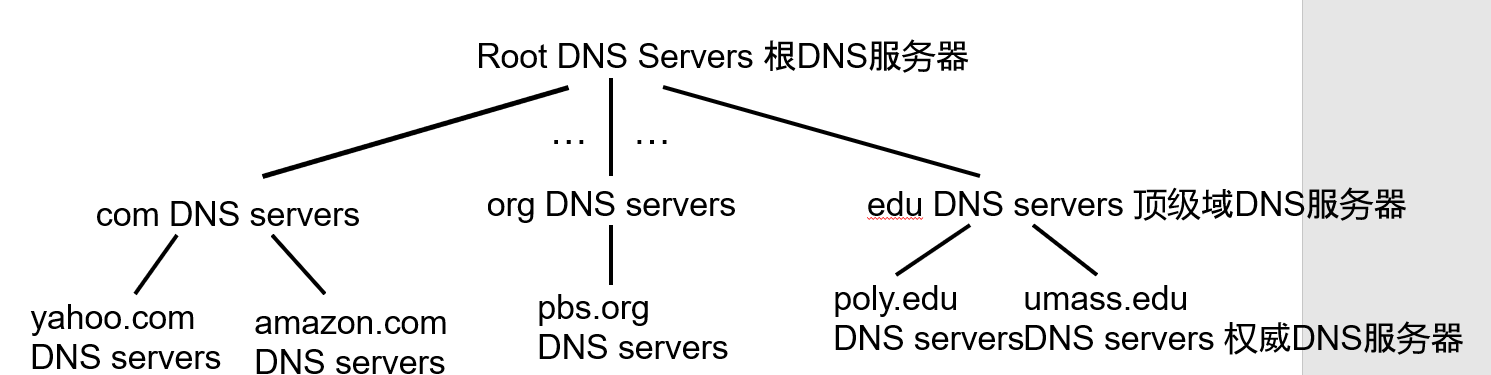 Root DNS Servers 根DNS服务器
… …
com DNS servers
org DNS servers
edu DNS servers 顶级域DNS服务器
yahoo.com
DNS servers
amazon.com
DNS servers
pbs.org
DNS servers
poly.edu
DNS servers
umass.edu
DNS servers 权威DNS服务器